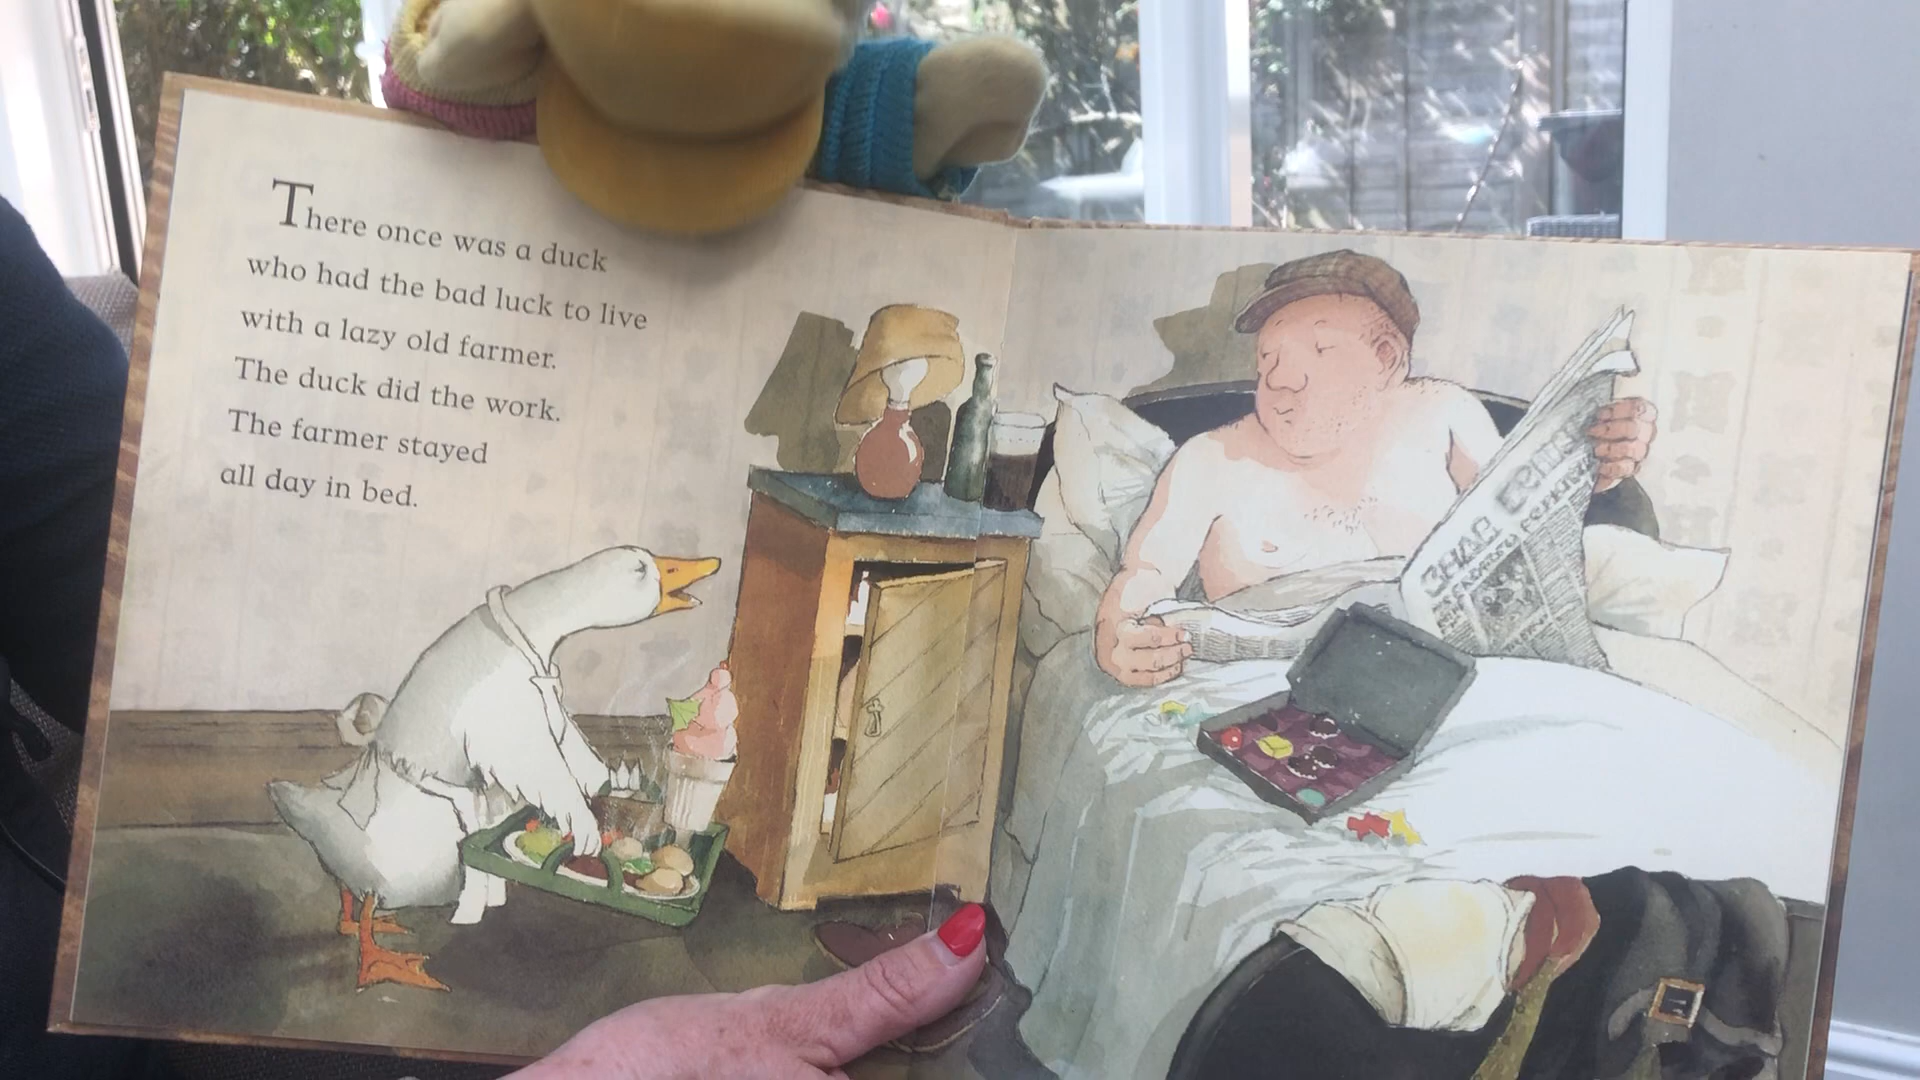 There once was a duck
who had the bad luck to live
with a lazy old farmer.
The duck did the work.
The farmer stayed
all day in bed.